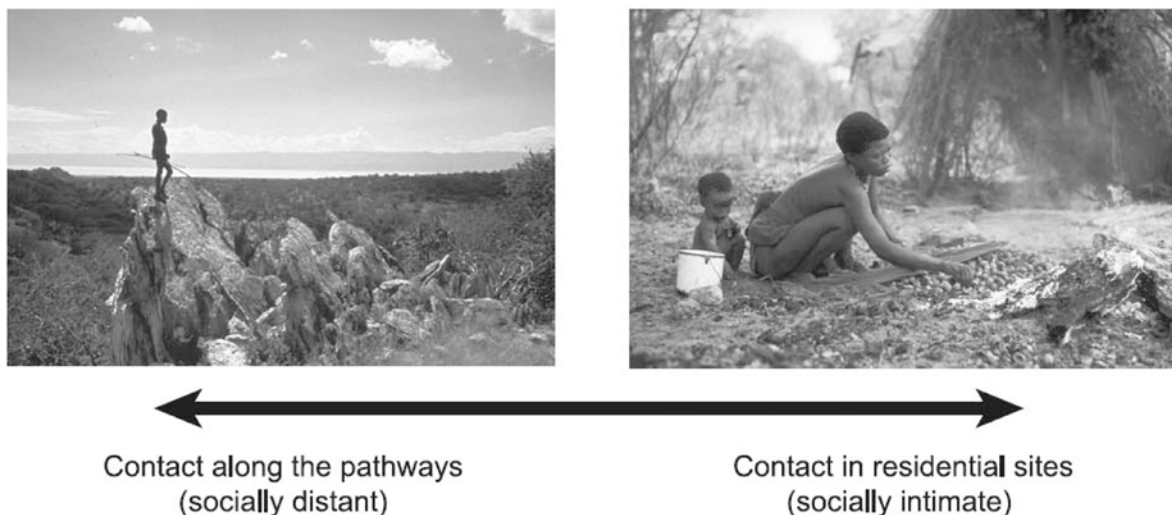 Contact along the pathways
(socially distant)
Contact in residential sites
(socially intimate)